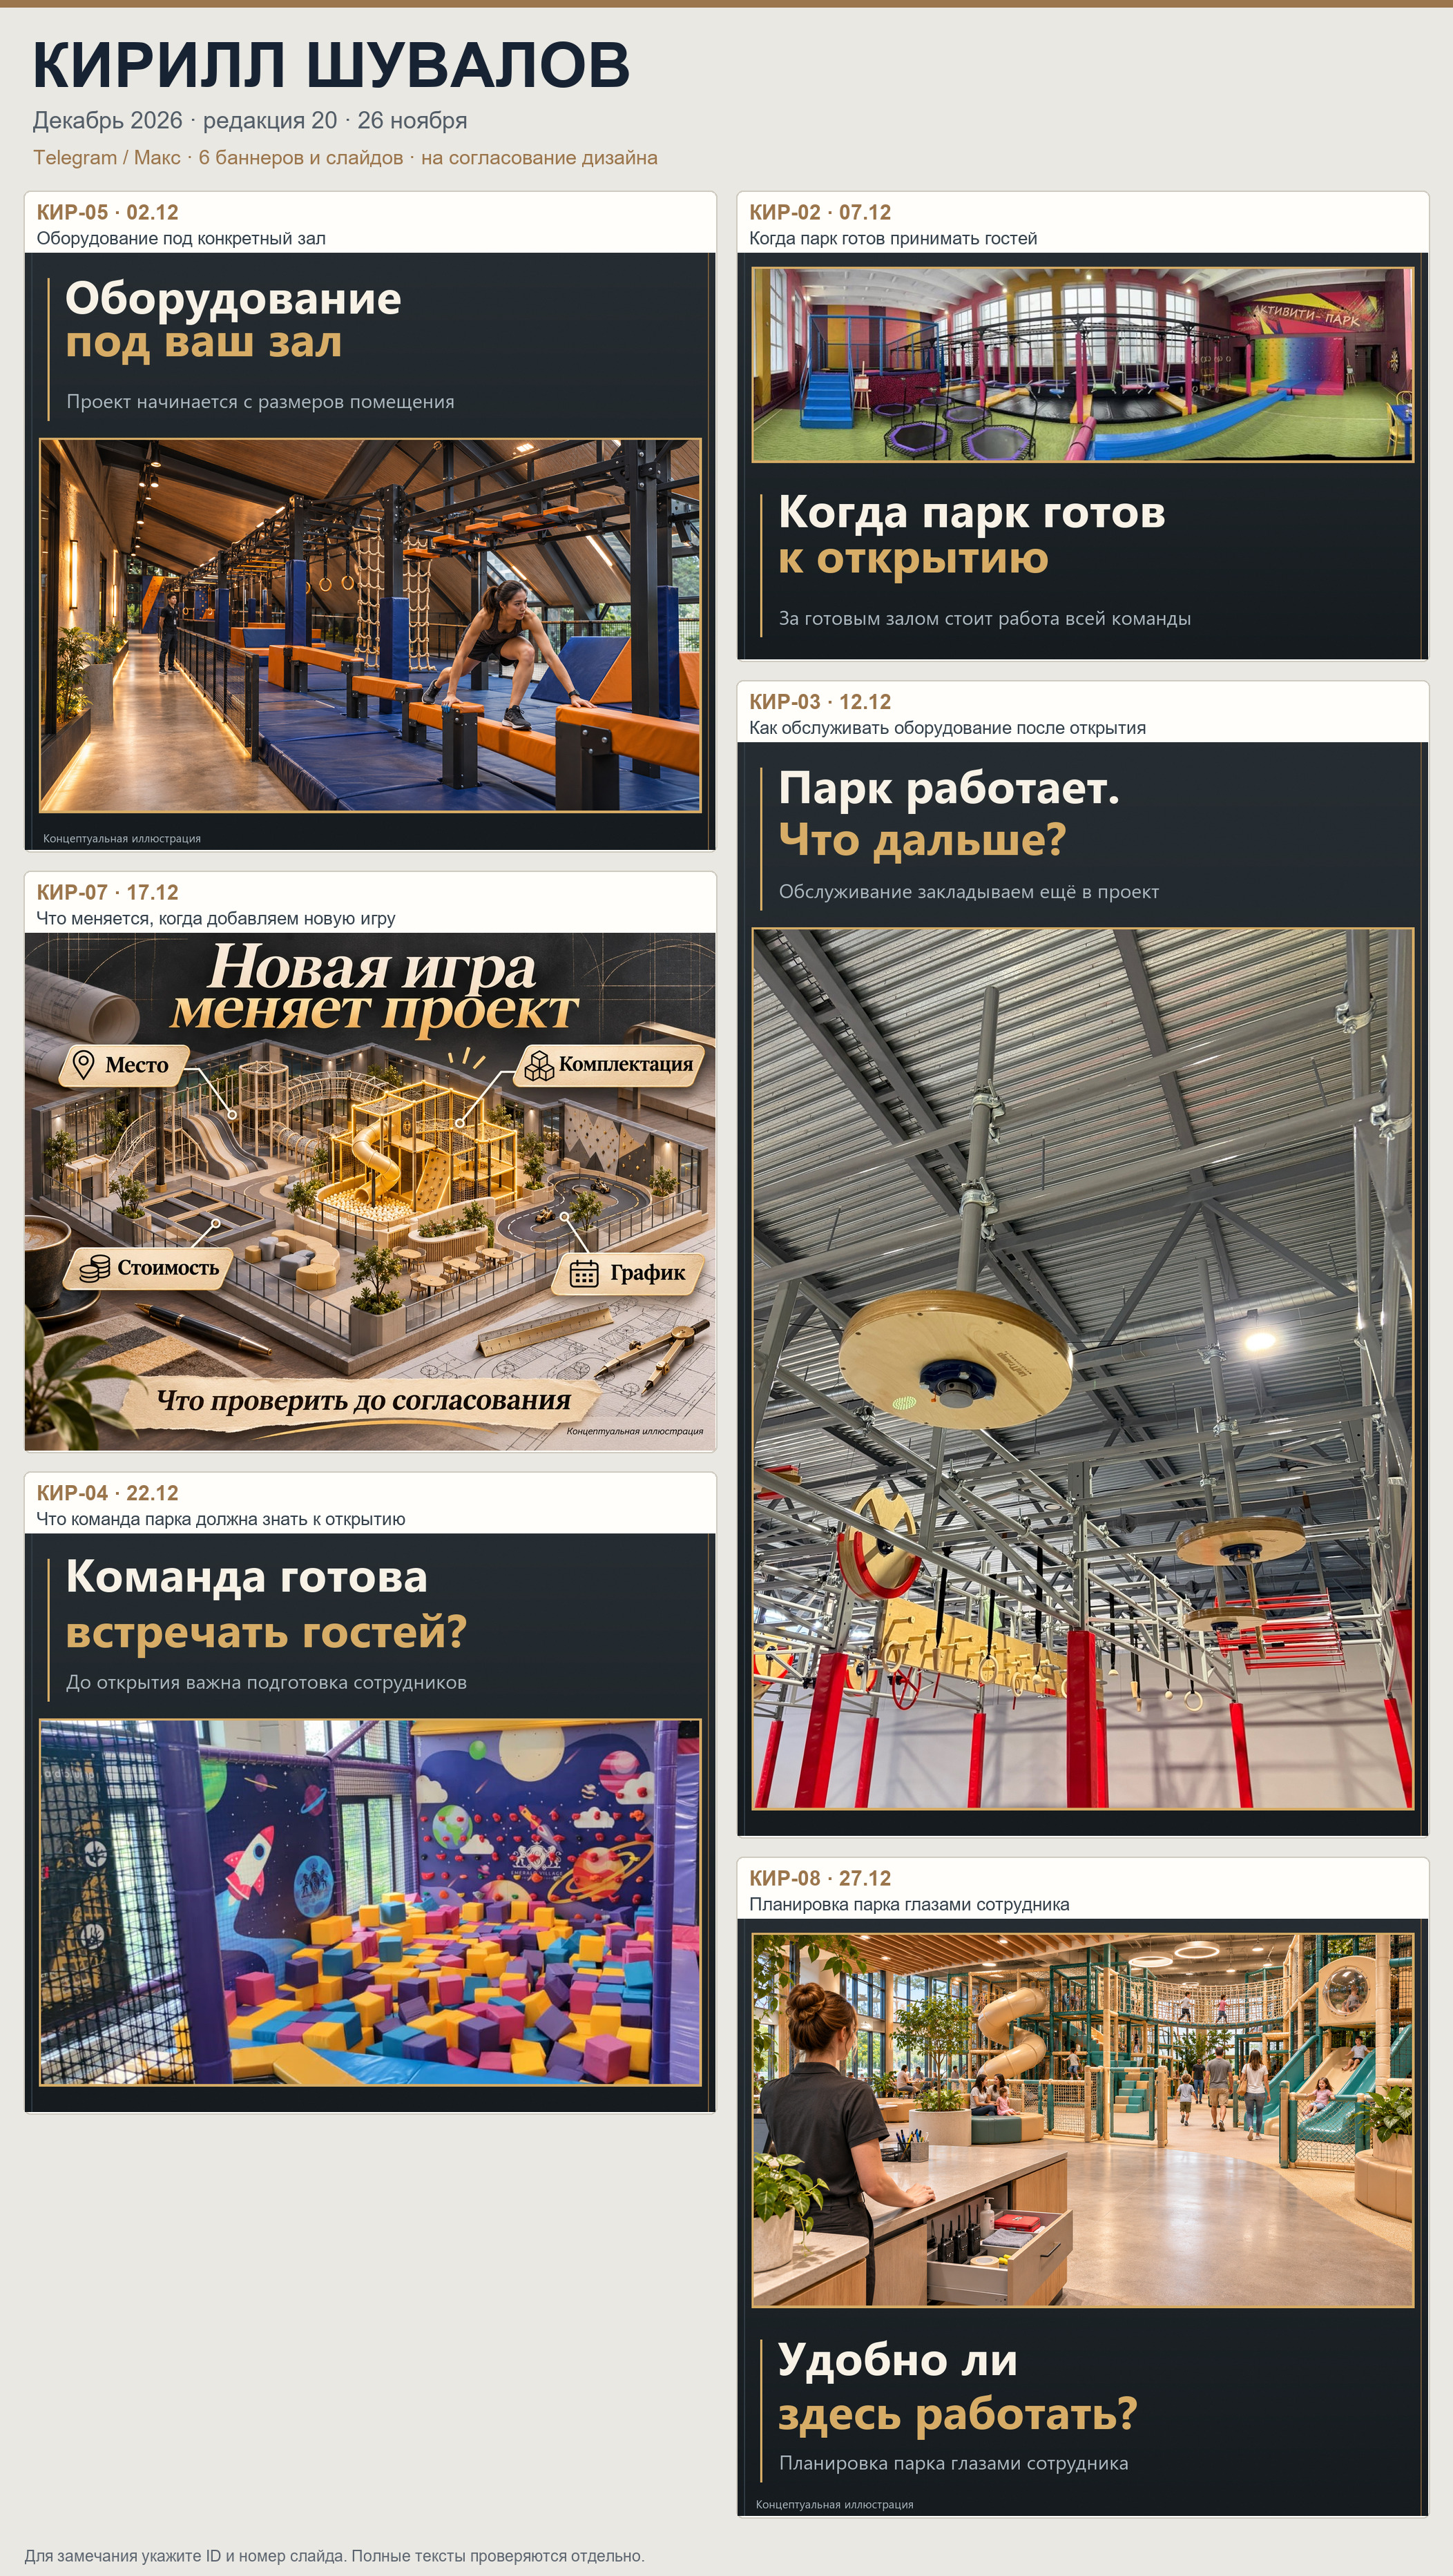 КИРИЛЛ ШУВАЛОВ
Декабрь 2026 · редакция 20 · 26 ноября
Telegram / Макс · 6 баннеров и слайдов · на согласование дизайна
КИР-05 · 02.12
Оборудование под конкретный зал
Оборудование
под ваш зал
Проект начинается с размеров помещения
Концептуальная иллюстрация
КИР-02 · 07.12
Когда парк готов принимать гостей
АКТИВИТИ- ПАРК
Когда парк готов
к открытию
За готовым залом стоит работа всей команды
КИР-03 · 12.12
Как обслуживать оборудование после открытия
Парк работает.
Что дальше?
Обслуживание закладываем ещё в проект
КИР-07 · 17.12
Что меняется, когда добавляем новую игру
Новая игра
меняет проект
Место
Комплектация
Стоимость
График
Что проверить до согласования
Концептуальная иллюстрация
КИР-04 · 22.12
Что команда парка должна знать к открытию
Команда готова
встречать гостей?
До открытия важна подготовка сотрудников
EMERALD VILLAGE
КИР-08 · 27.12
Планировка парка глазами сотрудника
Удобно ли
здесь работать?
Планировка парка глазами сотрудника
Концептуальная иллюстрация
Для замечания укажите ID и номер слайда. Полные тексты проверяются отдельно.